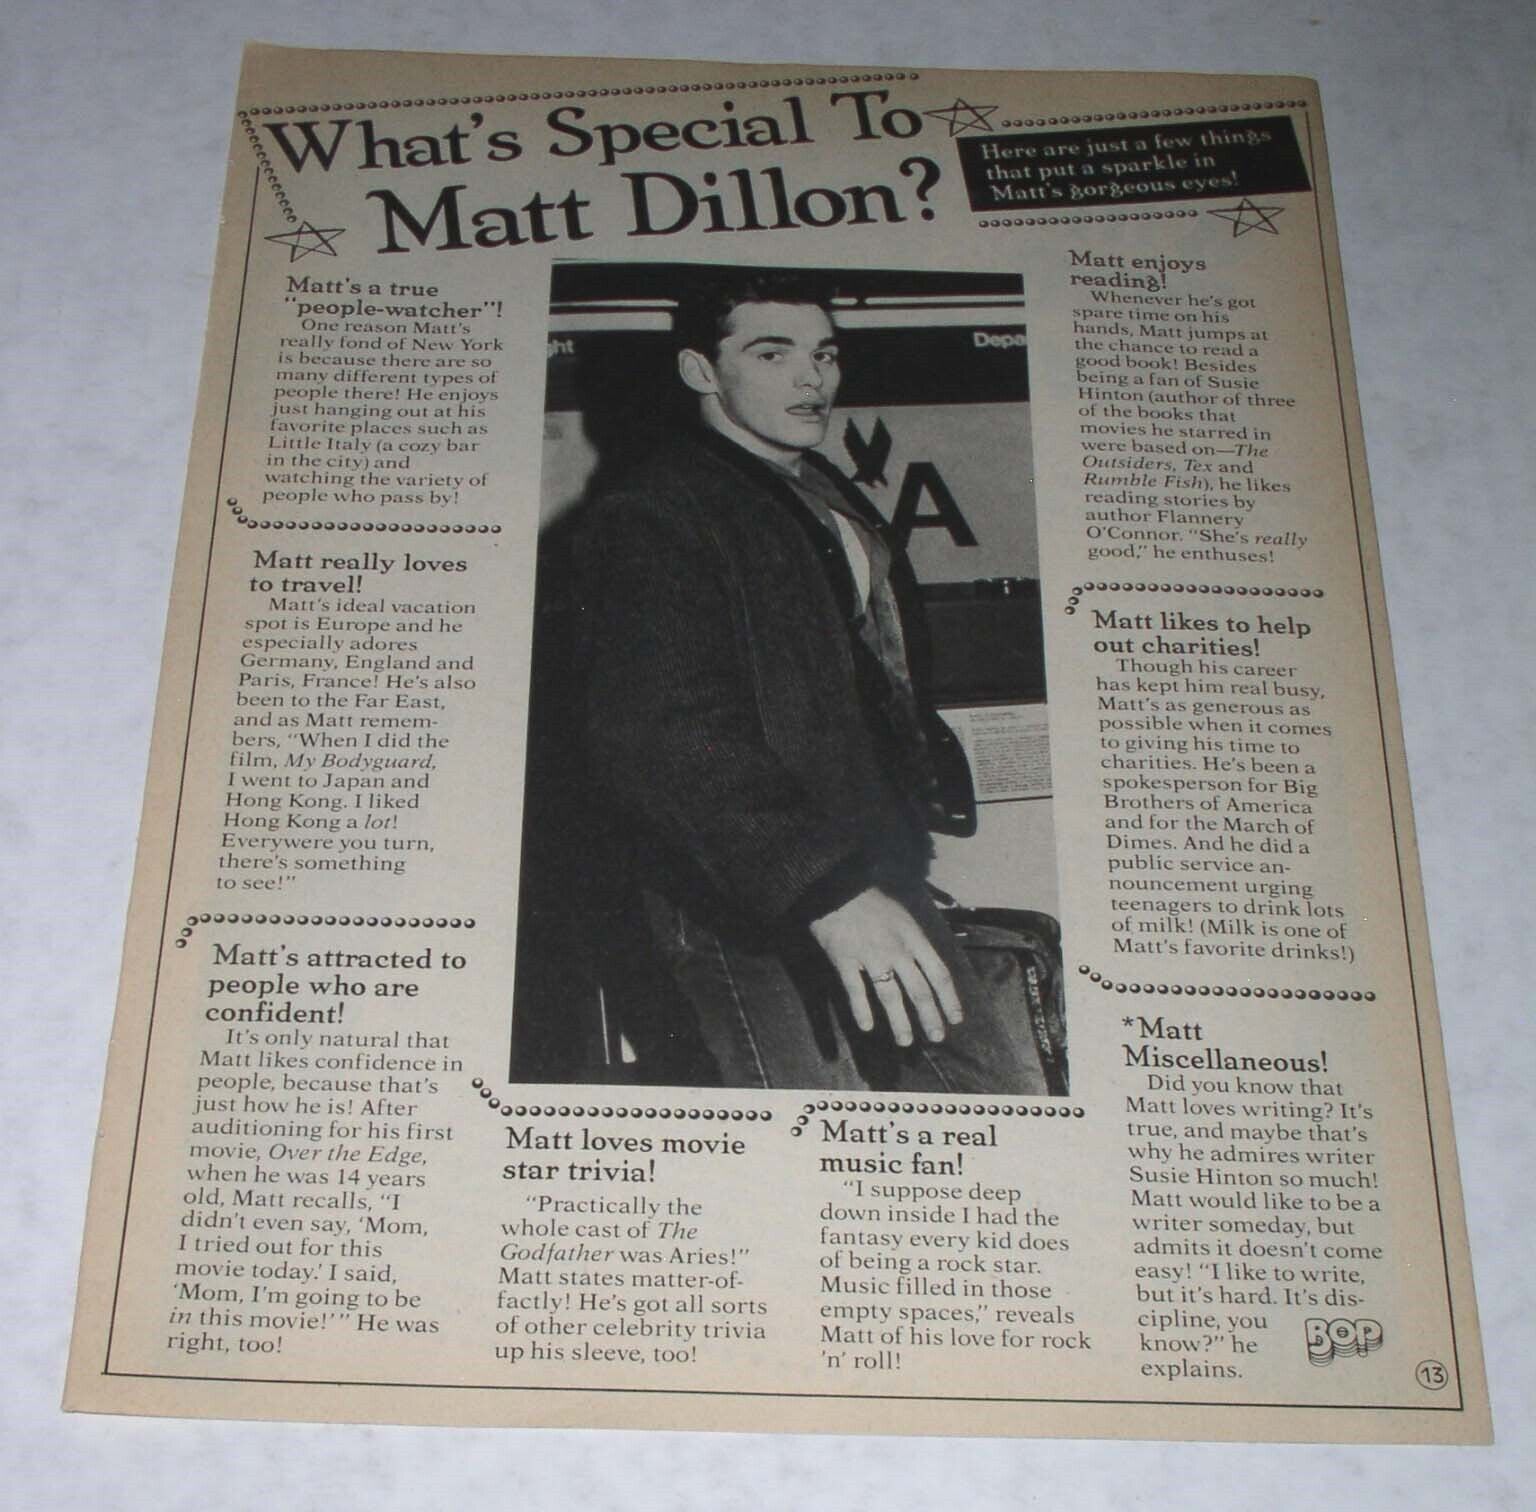 What's Special To
Matt Dillon?
Here are just a few things
that put a sparkle in
Matt's gorgeous eyes!
Matt's a true
"people-watcher"!
One reason Matt's
really fond of New York
is because there are so
many different types of
people there! He enjoys
just hanging out at his
favorite places such as
Little Italy (a cozy bar
in the city) and
watching the variety of
people who pass by!
Matt really loves
to travel!
Matt's ideal vacation
spot is Europe and he
especially adores
Germany, England and
Paris, France! He's also
been to the Far East,
and as Matt remem-
bers, "When I did the
film, My Bodyguard,
I went to Japan and
Hong Kong. I liked
Hong Kong a lot!
Everywere you turn,
there's something
to see!"
Matt's attracted to
people who are
confident!
It's only natural that
Matt likes confidence in
people, because that's
just how he is! After
auditioning for his first
movie, Over the Edge,
when he was 14 years
old, Matt recalls, "I
didn't even say, 'Mom,
I tried out for this
movie today.' I said,
'Mom, I'm going to be
in this movie!'" He was
right, too!
ght
Depa
A
i
Matt loves movie
star trivia!
"Practically the
whole cast of The
Godfather was Aries!"
Matt states matter-of-
factly! He's got all sorts
of other celebrity trivia
up his sleeve, too!
Matt's a real
music fan!
"I suppose deep
down inside I had the
fantasy every kid does
of being a rock star.
Music filled in those
empty spaces," reveals
Matt of his love for rock
'n' roll!
Matt enjoys
reading!
Whenever he's got
spare time on his
hands, Matt jumps at
the chance to read a
good book! Besides
being a fan of Susie
Hinton (author of three
of the books that
movies he starred in
were based on—The
Outsiders, Tex and
Rumble Fish), he likes
reading stories by
author Flannery
O'Connor. "She's really
good," he enthuses!
Matt likes to help
out charities!
Though his career
has kept him real busy,
Matt's as generous as
possible when it comes
to giving his time to
charities. He's been a
spokesperson for Big
Brothers of America
and for the March of
Dimes. And he did a
public service an-
nouncement urging
teenagers to drink lots
of milk! (Milk is one of
Matt's favorite drinks!)
*Matt
Miscellaneous!
Did you know that
Matt loves writing? It's
true, and maybe that's
why he admires writer
Susie Hinton so much!
Matt would like to be a
writer someday, but
admits it doesn't come
easy! "I like to write,
but it's hard. It's dis-
cipline, you
know?" he
explains.
BOP
13